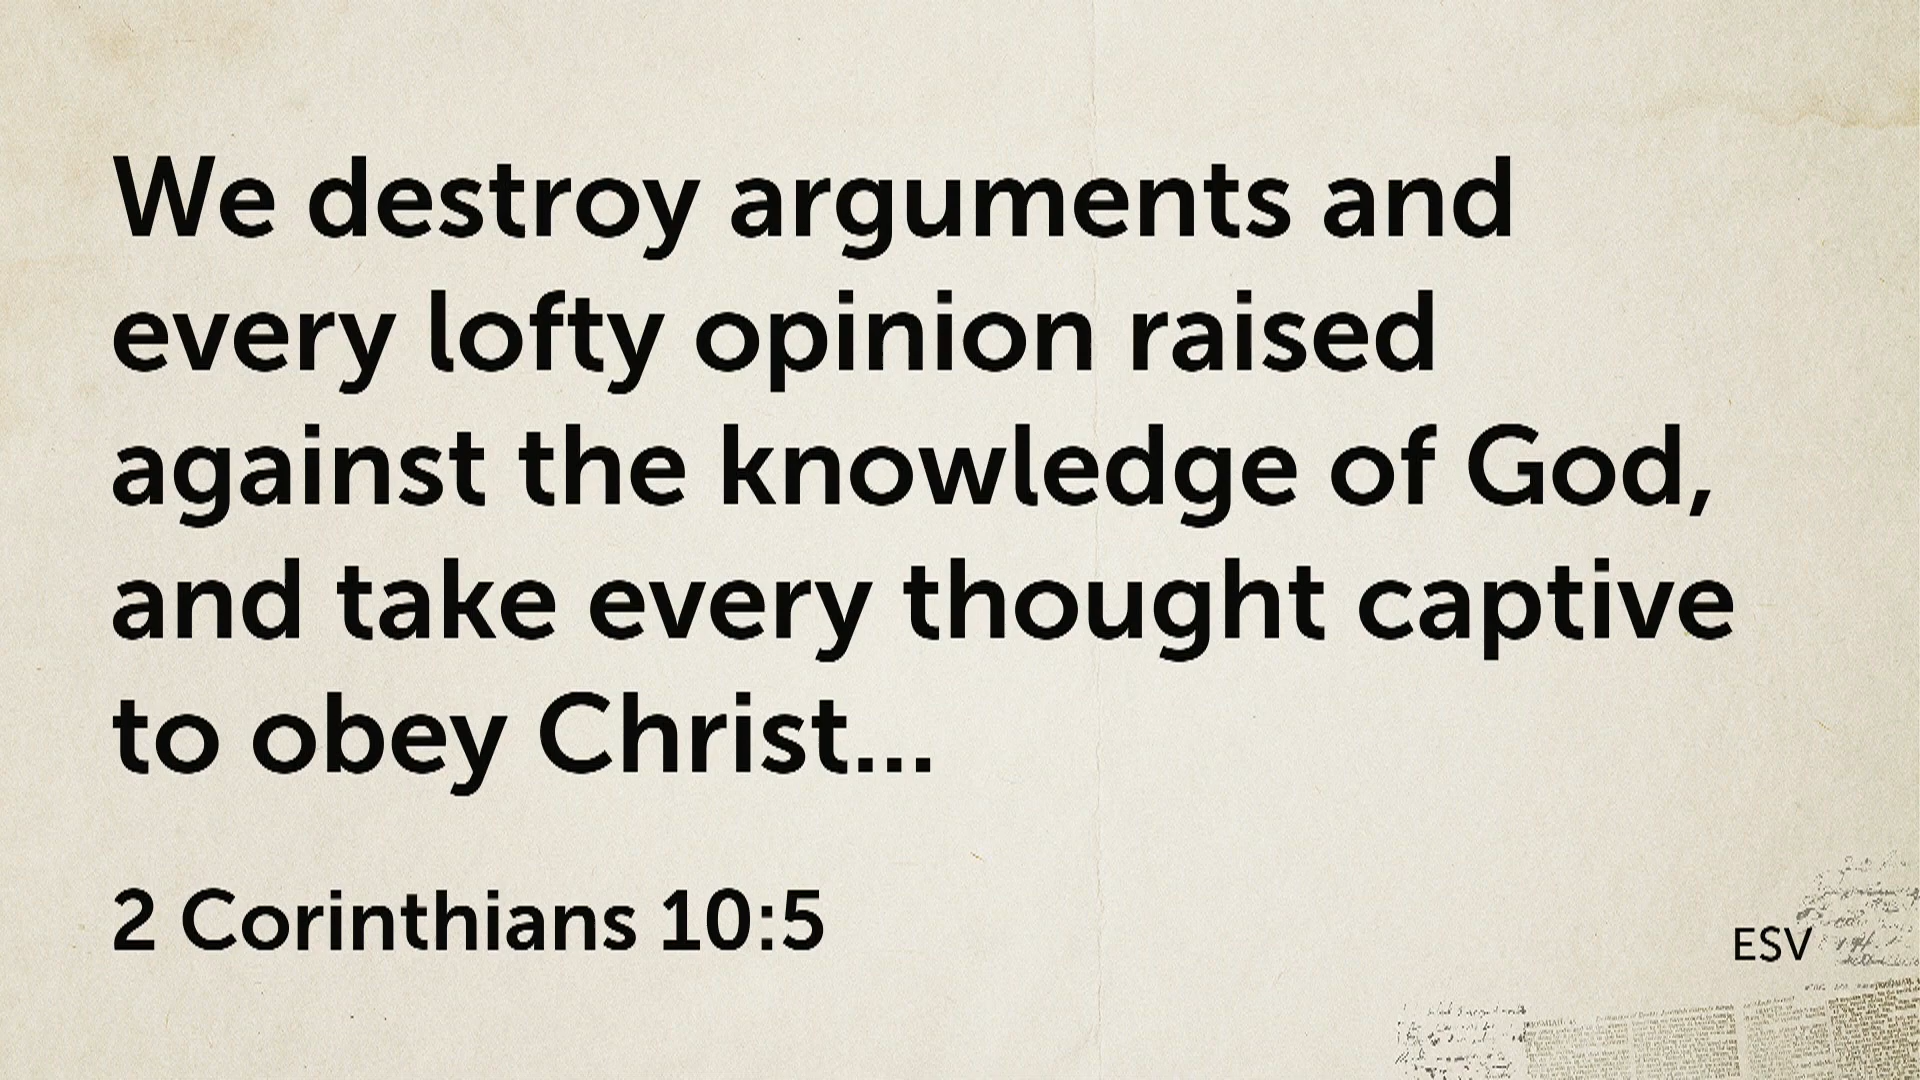 We destroy arguments and
every lofty opinion raised
against the knowledge of God,
and take every thought captive
to obey Christ...
2 Corinthians 10:5
ESV